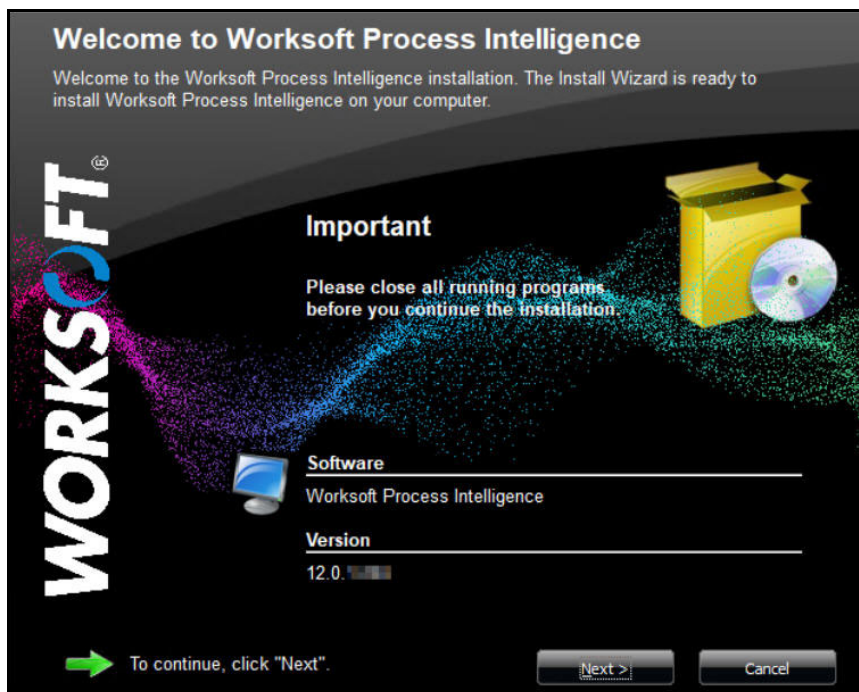 Welcome to Worksoft Process Intelligence
Welcome to the Worksoft Process Intelligence installation. The Install Wizard is ready to
install Worksoft Process Intelligence on your computer.
WORKSOFT®
Important
Please close all running programs
before you continue the installation.
Software
Worksoft Process Intelligence
Version
12.0.
To continue, click "Next".
Next >
Cancel